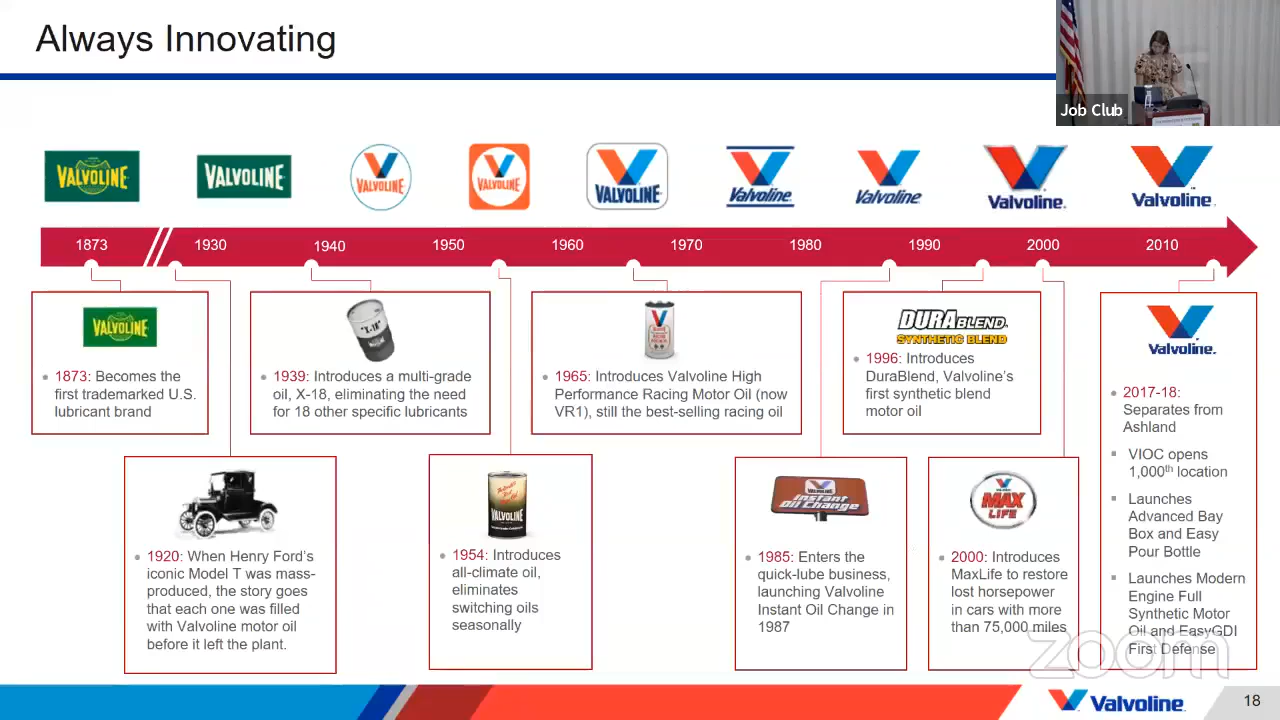 Always Innovating
Job Club
VALVOLINE
VALVOLINE
VALVOLINE
VALVOLINE
VALVOLINE
Valvoline
Valvoline
Valvoline
Valvoline
1873
1930
1940
1950
1960
1970
1980
1990
2000
2010
VALVOLINE
1873: Becomes the
first trademarked U.S.
lubricant brand
"X-18"
1939: Introduces a multi-grade
oil, X-18, eliminating the need
for 18 other specific lubricants
1965: Introduces Valvoline High
Performance Racing Motor Oil (now
VR1), still the best-selling racing oil
DURABLEND
SYNTHETIC BLEND
1996: Introduces
DuraBlend, Valvoline's
first synthetic blend
motor oil
Valvoline
2017-18:
Separates from
Ashland
VIOC opens
1,000th location
Launches
Advanced Bay
Box and Easy
Pour Bottle
Launches Modern
Engine Full
Synthetic Motor
Oil and EasyGDI
First Defense
1920: When Henry Ford's
iconic Model T was mass-
produced, the story goes
that each one was filled
with Valvoline motor oil
before it left the plant.
VALVOLINE
1954: Introduces
all-climate oil,
eliminates
switching oils
seasonally
Instant
Oil Change
1985: Enters the
quick-lube business,
launching Valvoline
Instant Oil Change in
1987
MAX
LIFE
2000: Introduces
MaxLife to restore
lost horsepower
in cars with more
than 75,000 miles
zoom
Valvoline
18